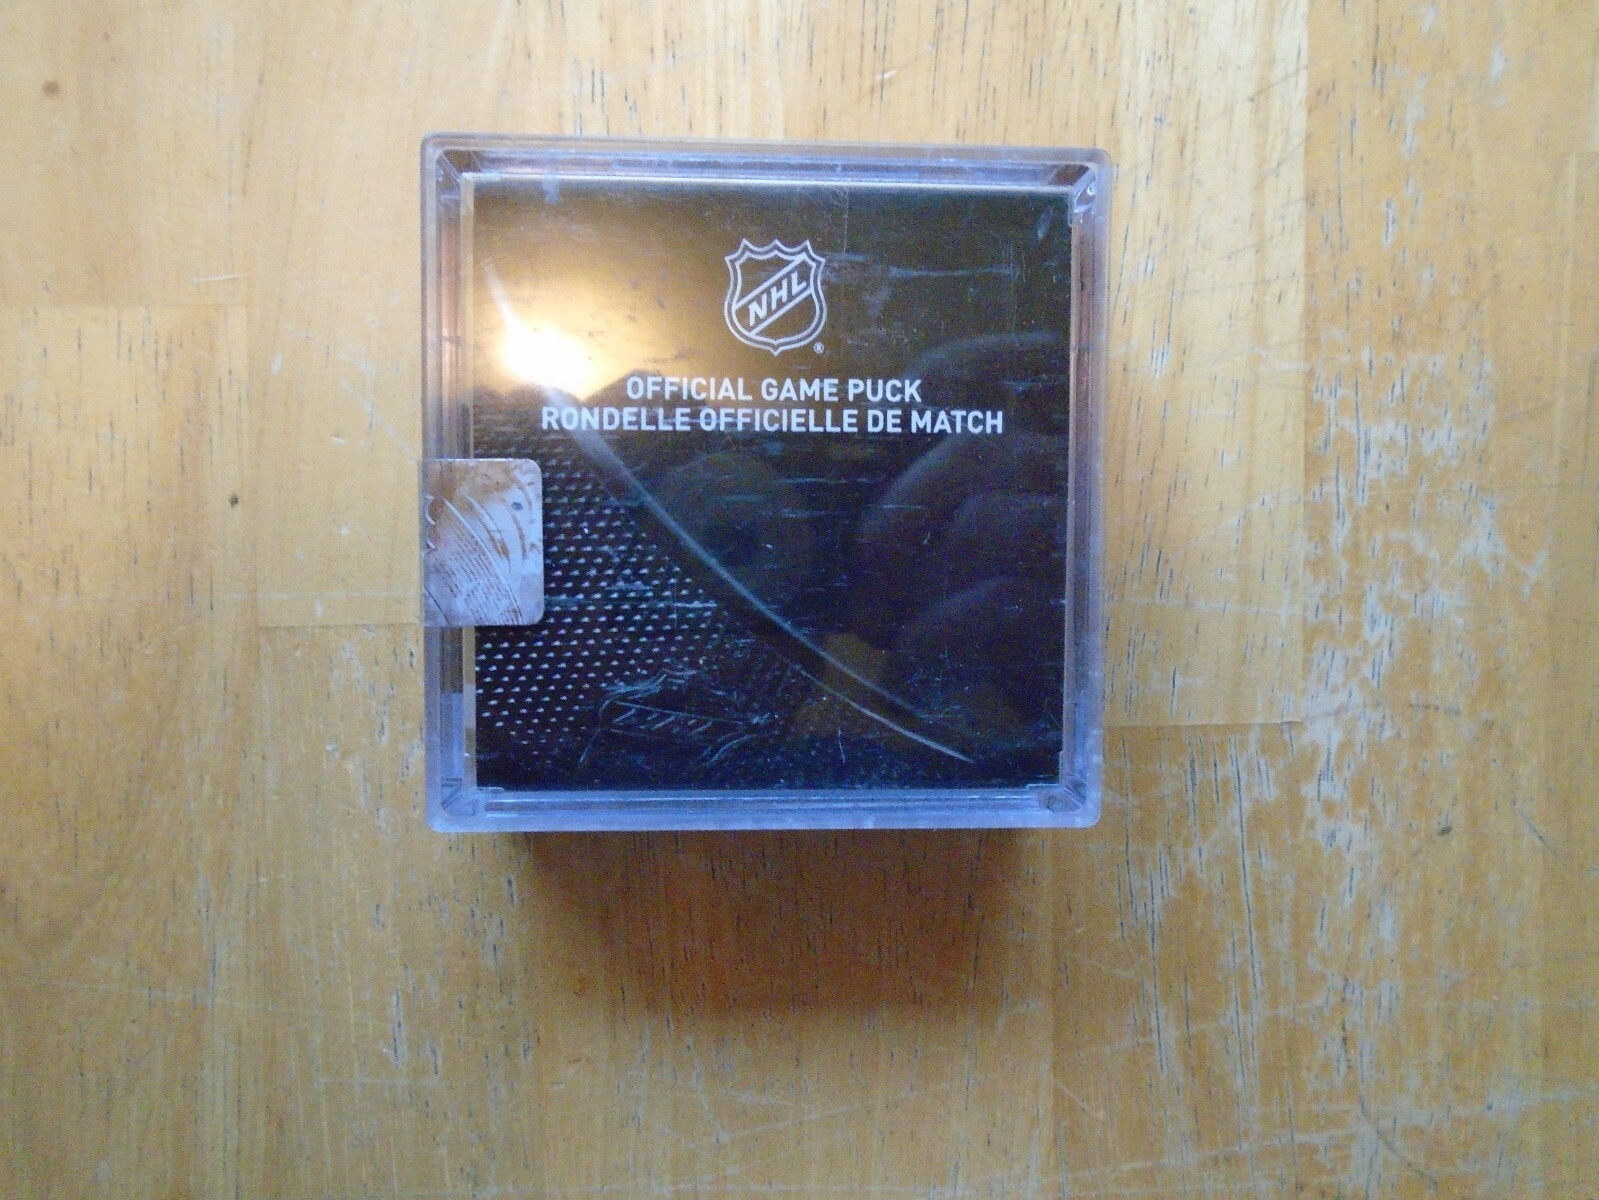 NHL
®
OFFICIAL GAME PUCK
RONDELLE OFFICIELLE DE MATCH